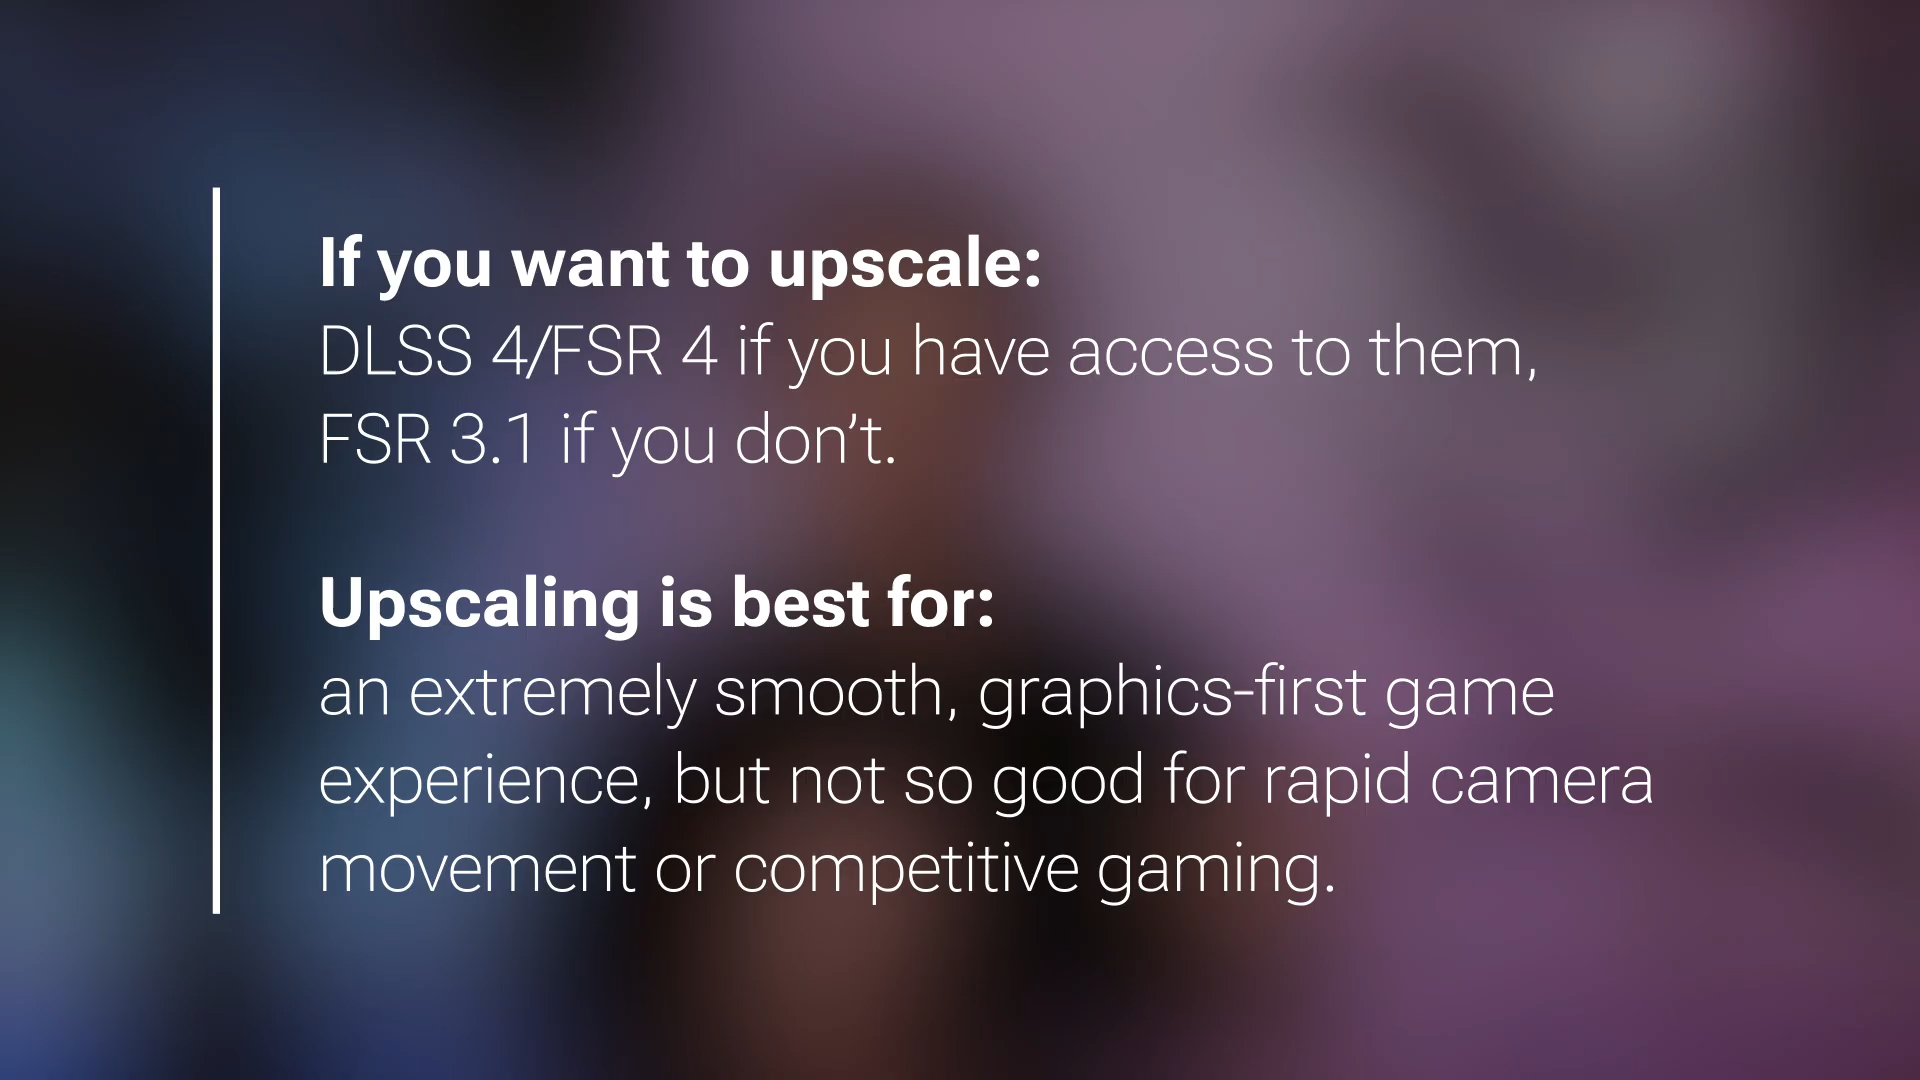 If you want to upscale:
DLSS 4/FSR 4 if you have access to them,
FSR 3.1 if you don’t.
Upscaling is best for:
an extremely smooth, graphics-first game
experience, but not so good for rapid camera
movement or competitive gaming.